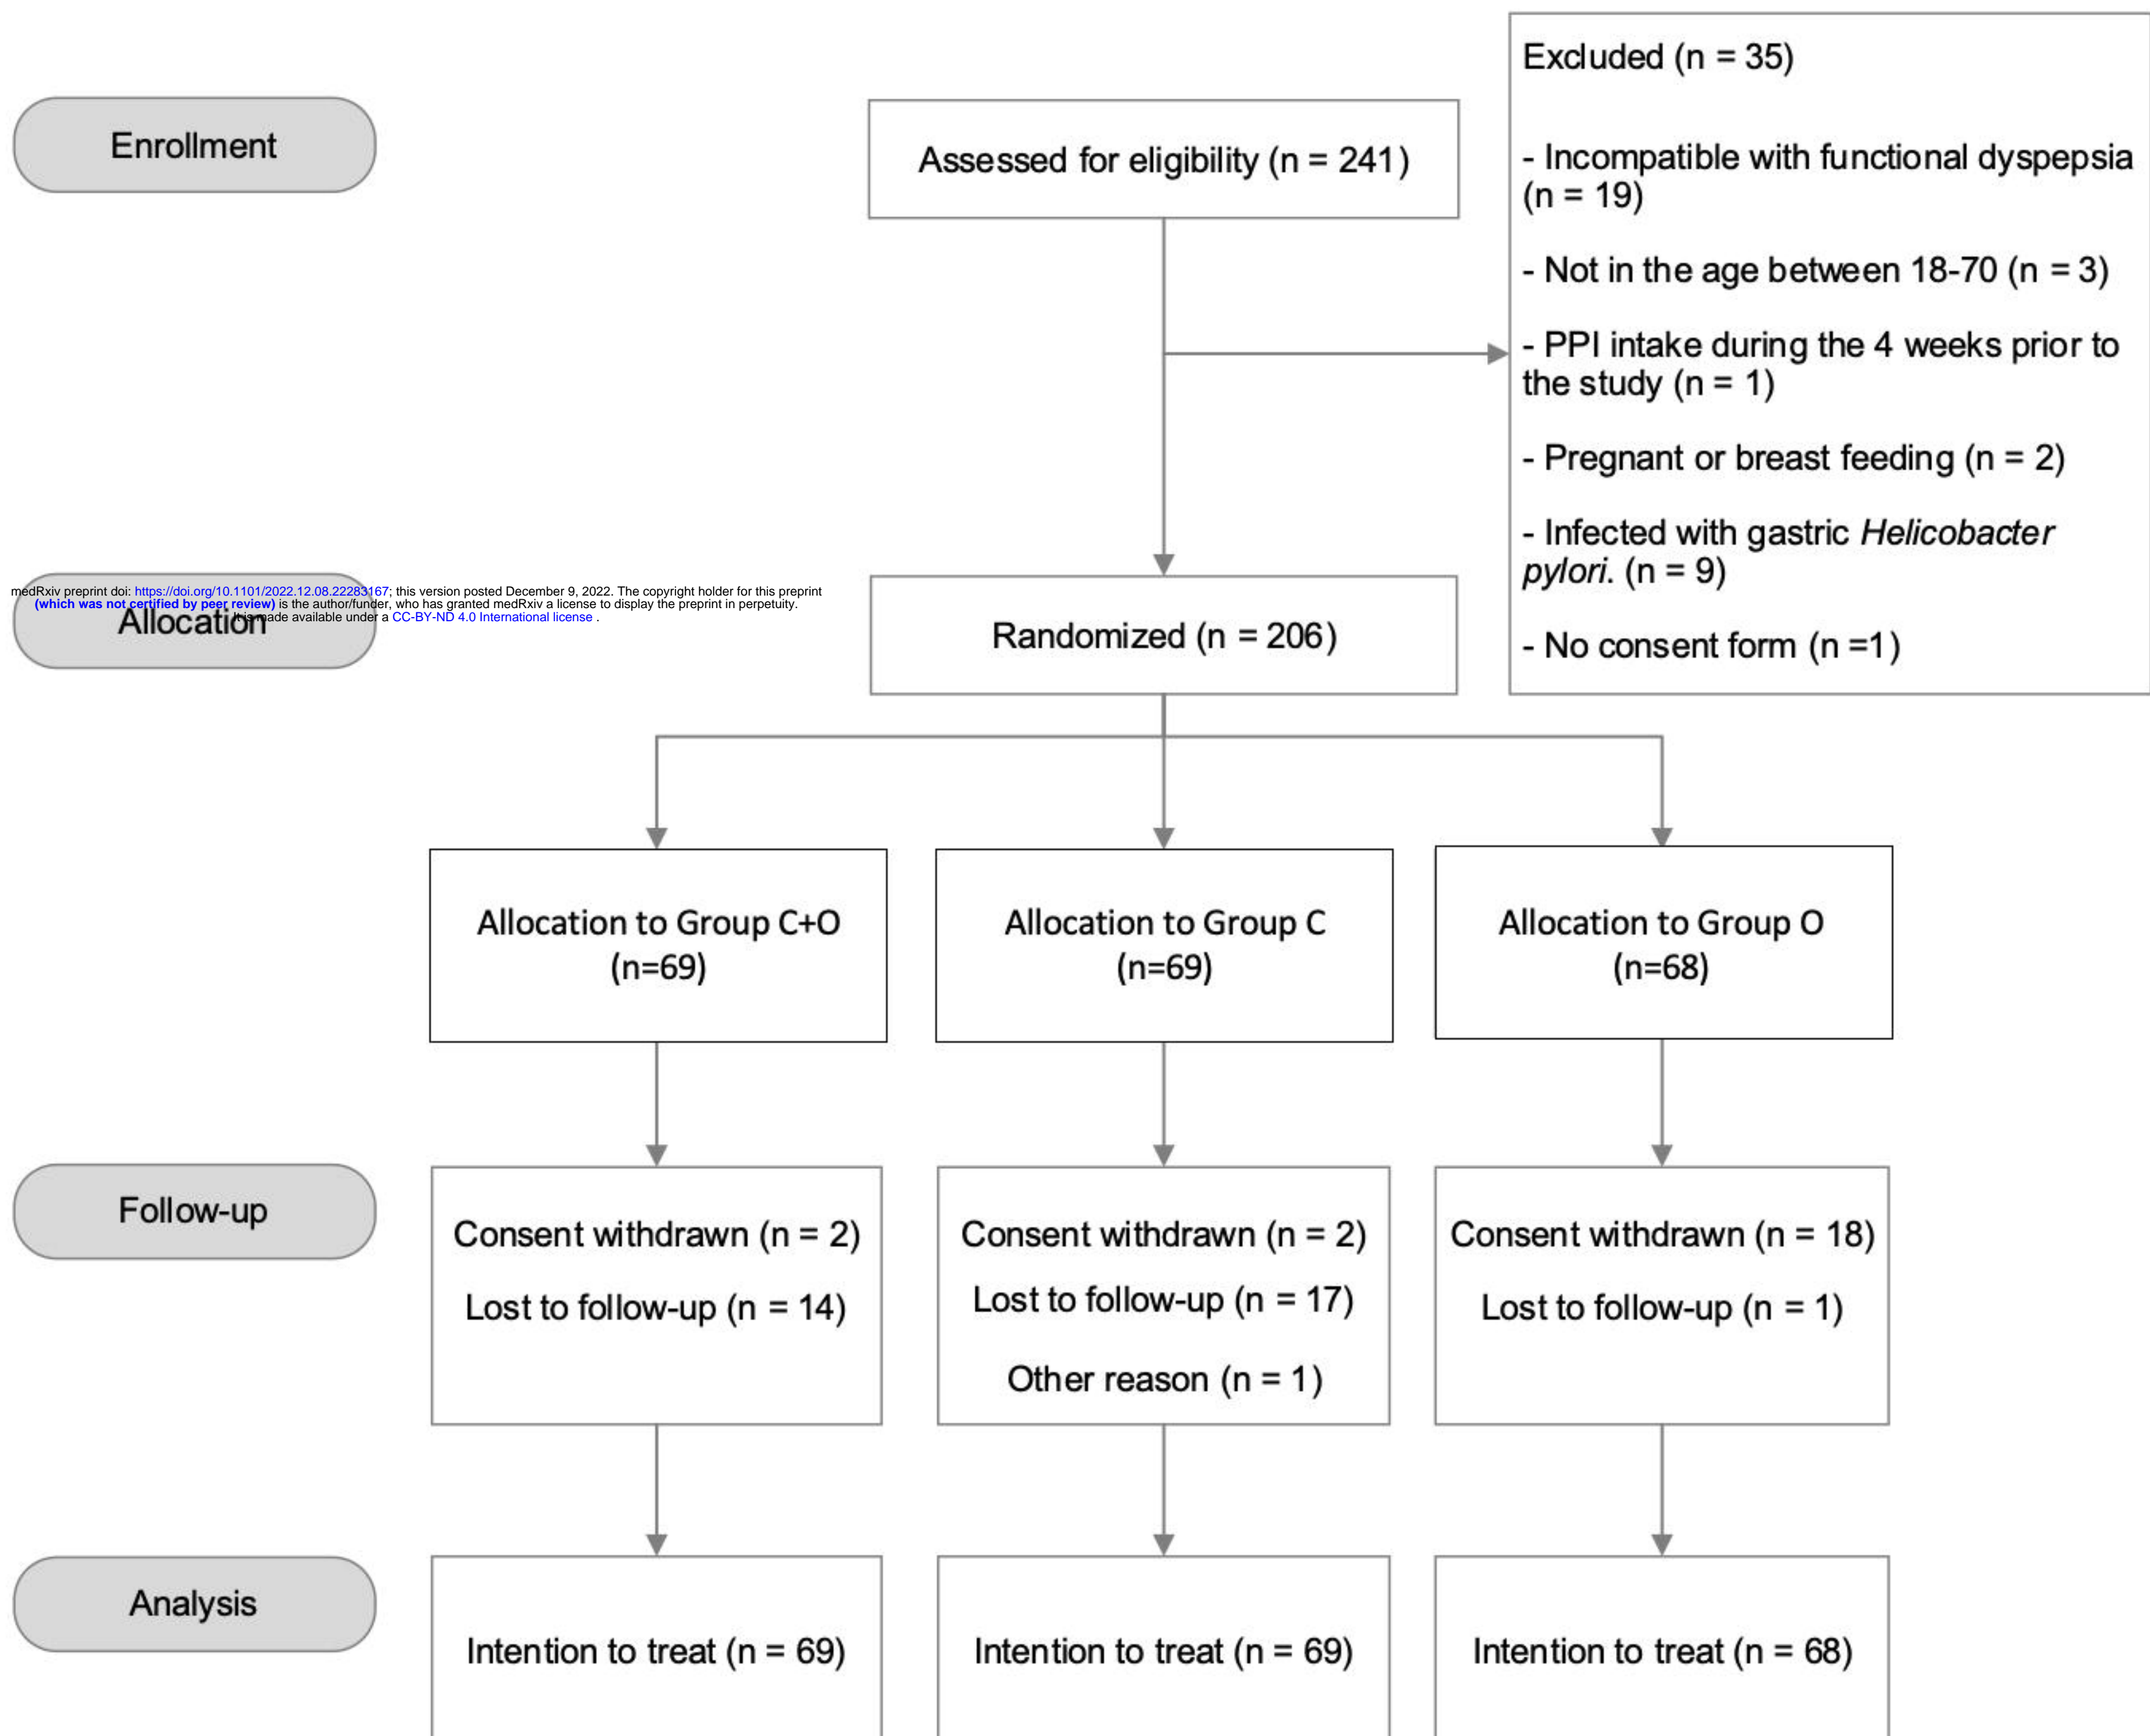 Enrollment
Assessed for eligibility (n = 241)
Excluded (n = 35)
- Incompatible with functional dyspepsia
(n = 19)
- Not in the age between 18-70 (n = 3)
- PPI intake during the 4 weeks prior to
the study (n = 1)
- Pregnant or breast feeding (n = 2)
- Infected with gastric Helicobacter
pylori. (n = 9)
- No consent form (n =1)
medRxiv preprint doi: https://doi.org/10.1101/2022.12.08.22283167; this version posted December 9, 2022. The copyright holder for this preprint
(which was not certified by peer review) is the author/funder, who has granted medRxiv a license to display the preprint in perpetuity.
It is made available under a CC-BY-ND 4.0 International license .
Allocation
Randomized (n = 206)
Allocation to Group C+O
(n=69)
Allocation to Group C
(n=69)
Allocation to Group O
(n=68)
Follow-up
Consent withdrawn (n = 2)
Lost to follow-up (n = 14)
Consent withdrawn (n = 2)
Lost to follow-up (n = 17)
Other reason (n = 1)
Consent withdrawn (n = 18)
Lost to follow-up (n = 1)
Analysis
Intention to treat (n = 69)
Intention to treat (n = 69)
Intention to treat (n = 68)